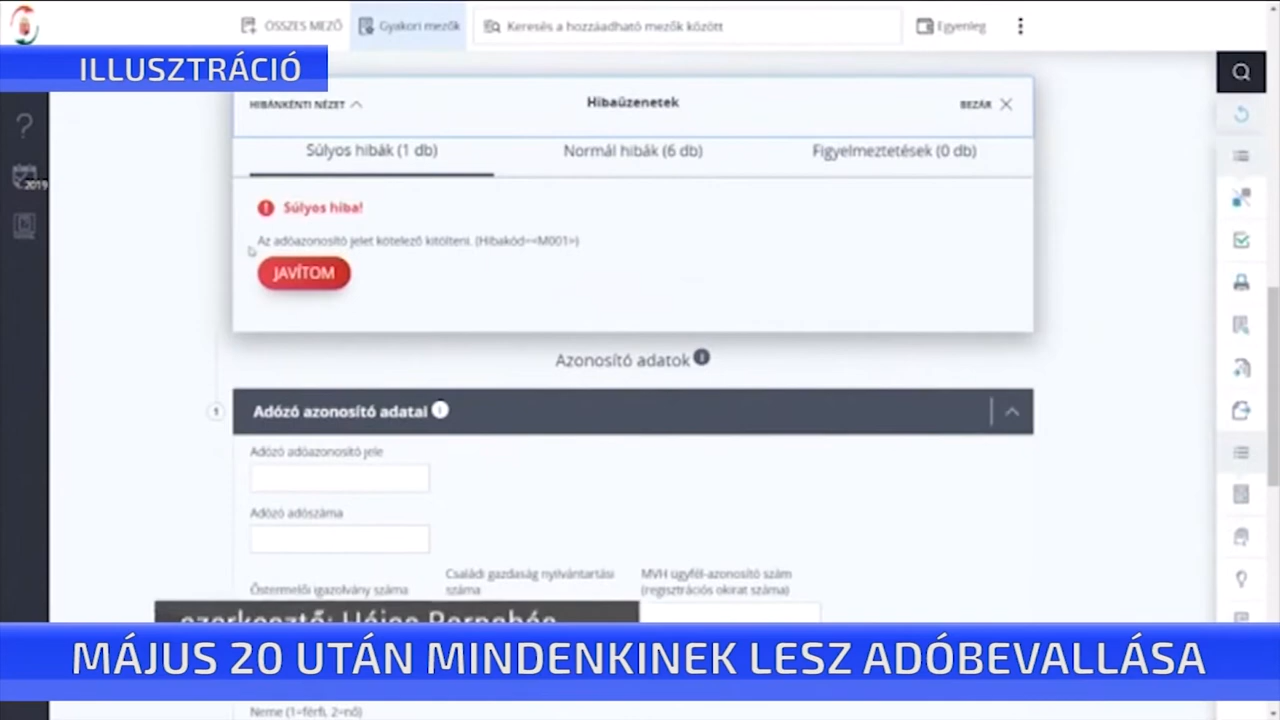 ÖSSZES MEZŐ
Gyakori mezők
Keresés a hozzáadható mezők között
Egyenleg
ILLUSZTRÁCIÓ
HIBÁNKÉNTI NÉZET
Hibaüzenetek
BEZÁR
Súlyos hibák (1 db)
Normál hibák (6 db)
Figyelmeztetések (0 db)
2019
Súlyos hiba!
Az adóazonosító jelet kötelező kitölteni. (Hibakód=<M001>)
JAVÍTOM
Azonosító adatok
1
Adózó azonosító adatai
Adózó adóazonosító jele
Adózó adószáma
Őstermelői igazolvány száma
Családi gazdaság nyilvántartási
száma
MVH ügyfél-azonosító szám
(regisztrációs okirat száma)
szerkesztő:
MÁJUS 20 UTÁN MINDENKINEK LESZ ADÓBEVALLÁSA
Neme (1=férfi, 2=nő)